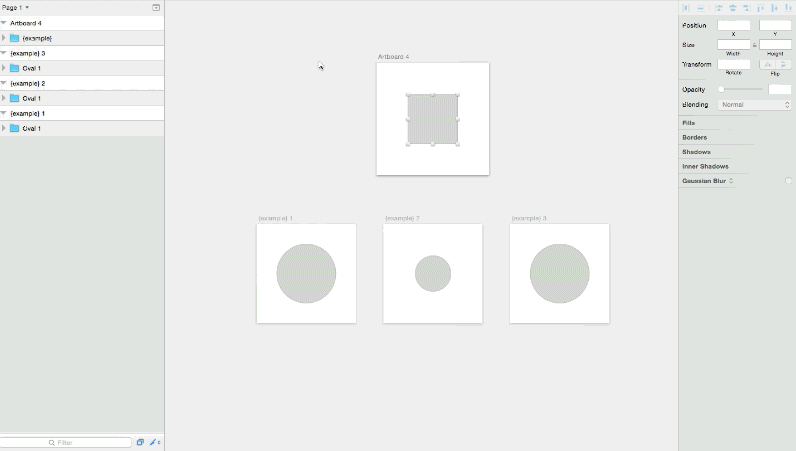 Page 1
Artboard 4
{example}
{example} 3
Oval 1
{example} 2
Oval 1
{example} 1
Oval 1
Filter
Artboard 4
{example} 1
{example} 2
{example} 3
Position
X
Y
Size
Width
Height
Transform
Rotate
Flip
Opacity
Blending
Normal
Fills
Borders
Shadows
Inner Shadows
Gaussian Blur